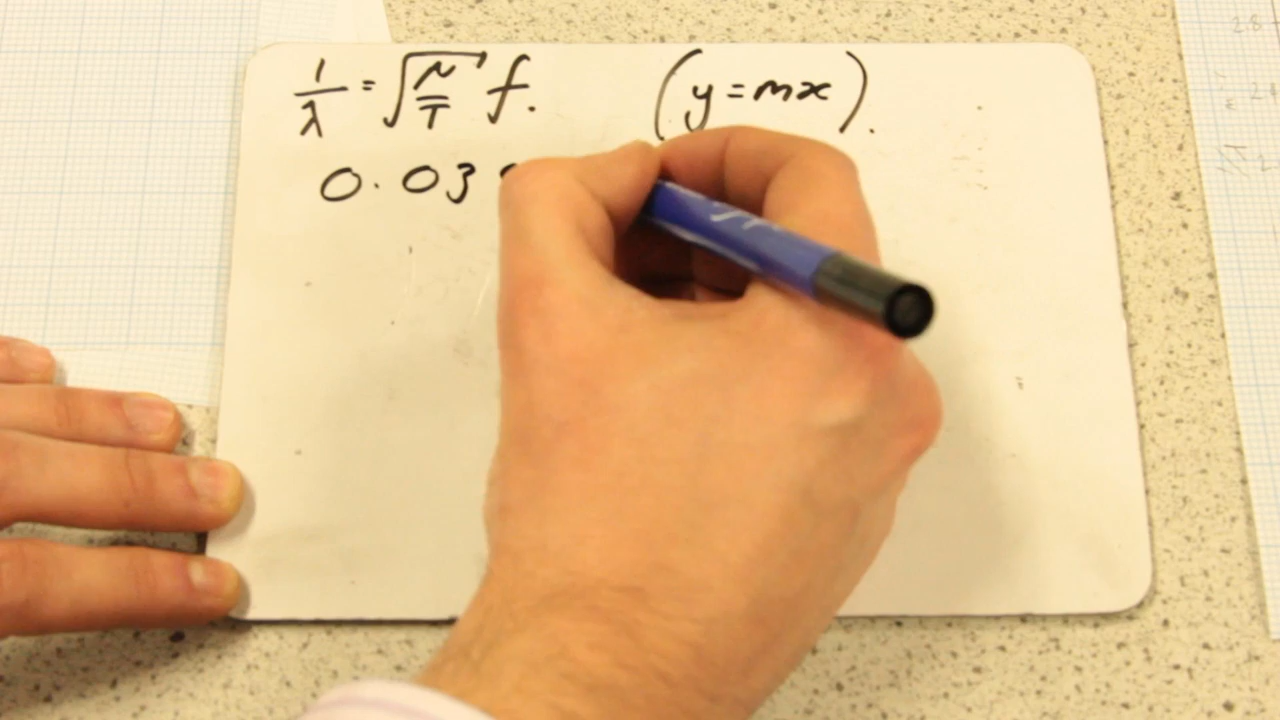 1/λ = √(μ/T) f. (y = mx).
0.03